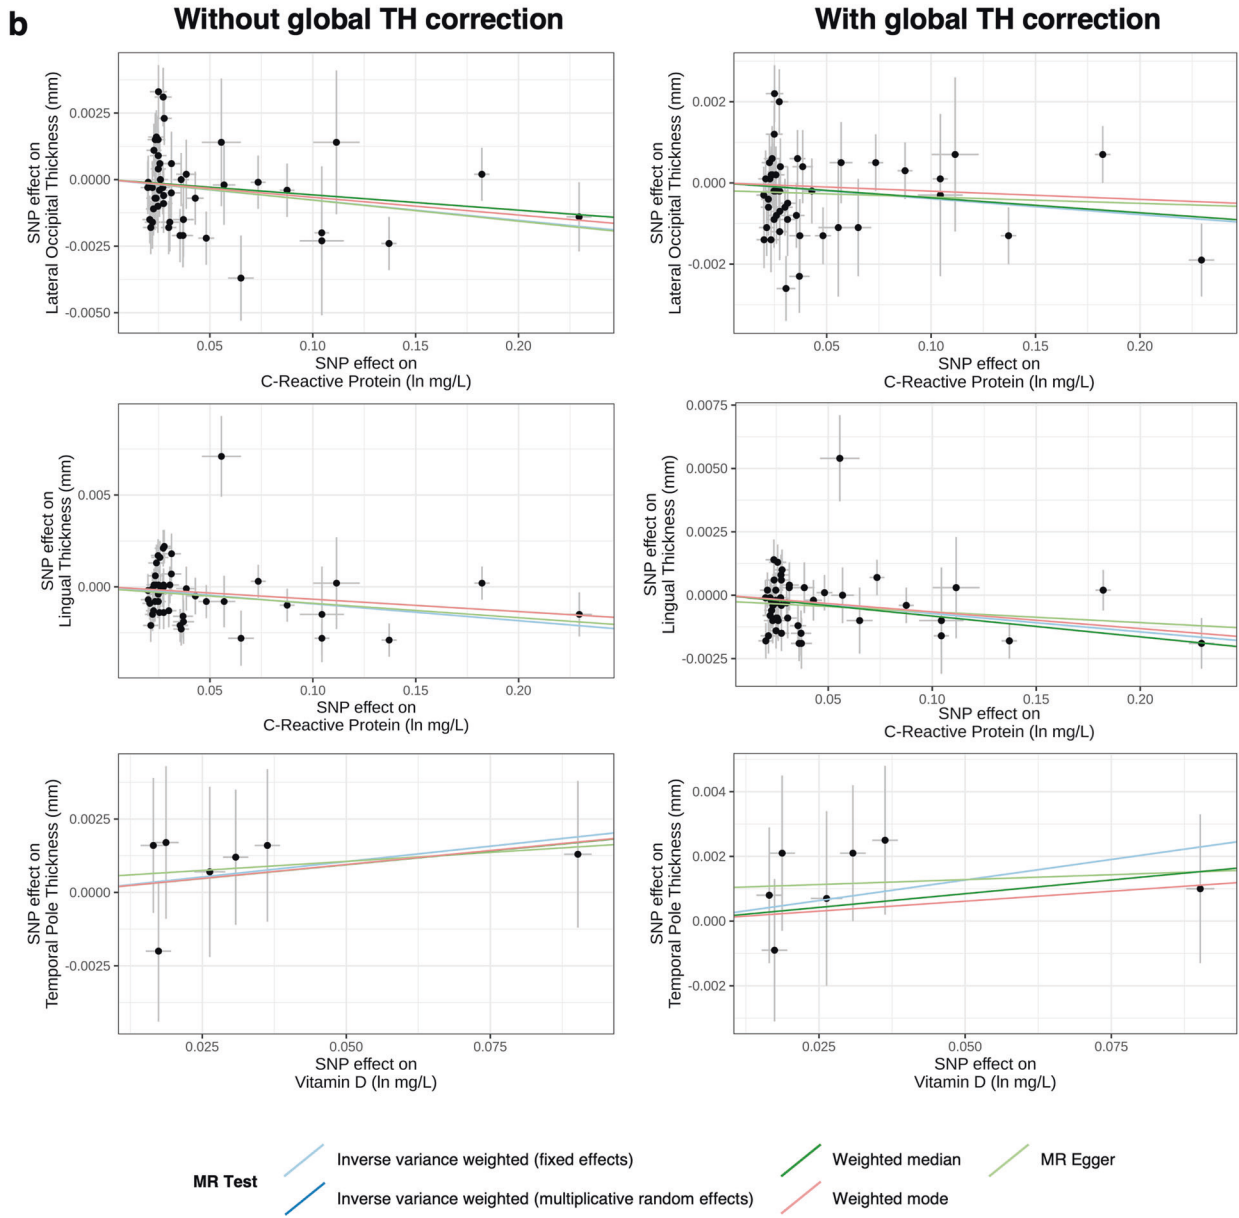 b
Without global TH correction
With global TH correction
SNP effect on
Lateral Occipital Thickness (mm)
0.0025
0.0000
-0.0025
-0.0050
0.05 0.10 0.15 0.20
SNP effect on
C-Reactive Protein (ln mg/L)
SNP effect on
Lateral Occipital Thickness (mm)
0.002
0.000
-0.002
0.05 0.10 0.15 0.20
SNP effect on
C-Reactive Protein (ln mg/L)
SNP effect on
Lingual Thickness (mm)
0.005
0.000
0.05 0.10 0.15 0.20
SNP effect on
C-Reactive Protein (ln mg/L)
SNP effect on
Lingual Thickness (mm)
0.0075
0.0050
0.0025
0.0000
-0.0025
0.05 0.10 0.15 0.20
SNP effect on
C-Reactive Protein (ln mg/L)
SNP effect on
Temporal Pole Thickness (mm)
0.0025
0.0000
-0.0025
0.025 0.050 0.075
SNP effect on
Vitamin D (ln mg/L)
SNP effect on
Temporal Pole Thickness (mm)
0.004
0.002
0.000
-0.002
0.025 0.050 0.075
SNP effect on
Vitamin D (ln mg/L)
MR Test
Inverse variance weighted (fixed effects)
Inverse variance weighted (multiplicative random effects)
Weighted median
Weighted mode
MR Egger